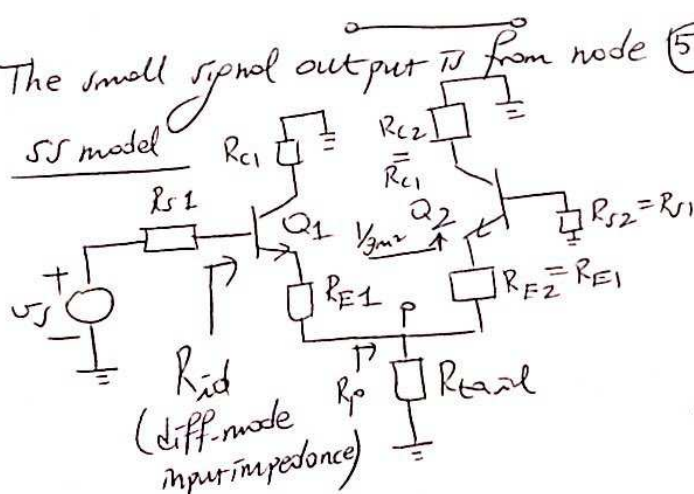 The small signal output is from node 5
SS model
RC1
RC2
=
RC1
RS1
Q1
1/gm2
Q2
RS2 = RS1
+
vs
−
RE1
RE2 = RE1
P
Rid
Rp
Rtail
(diff-mode
input impedance)